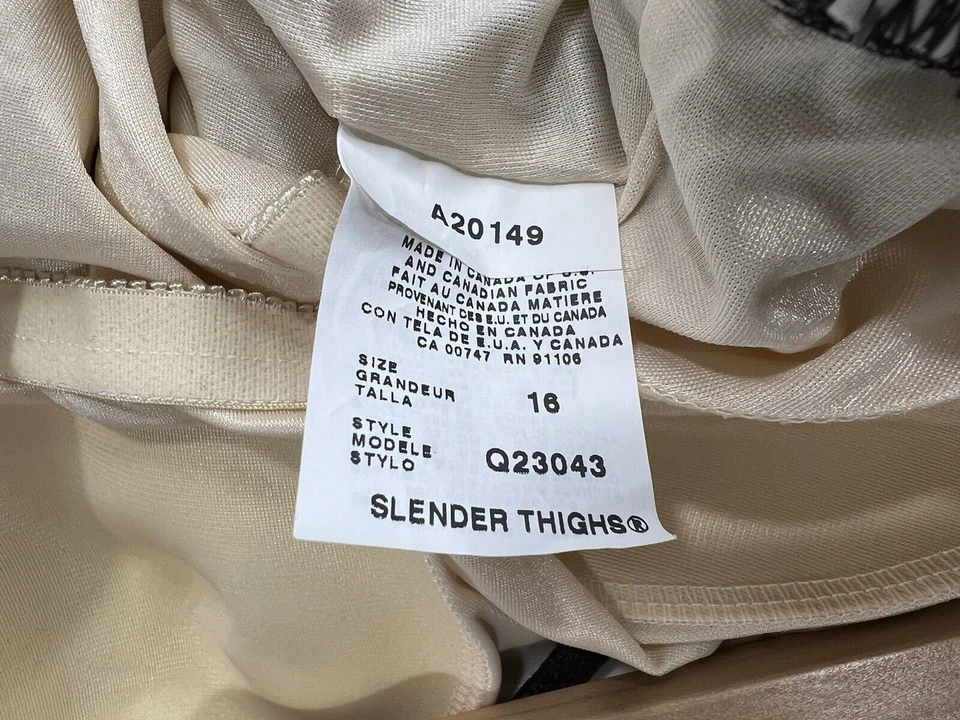 A20149
MADE IN CANADA OF U.S.
AND CANADIAN FABRIC
FAIT AU CANADA MATIERE
PROVENANT DES E.U. ET DU CANADA
HECHO EN CANADA
CON TELA DE E.U.A. Y CANADA
CA 00747 RN 91106
SIZE
GRANDEUR
TALLA
16
STYLE
MODELE
STYLO
Q23043
SLENDER THIGHS®